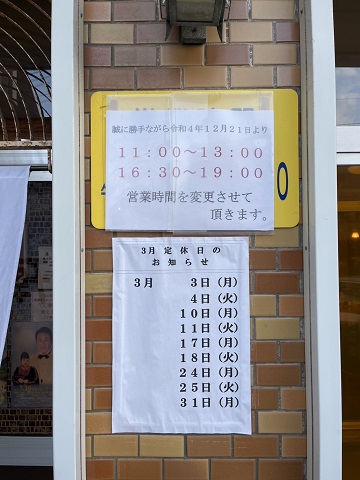 誠に勝手ながら令和４年１２月２１日より
１１：００～１３：００
１６：３０～１９：００
営業時間を変更させて
頂きます。
0
３月定休日の
お知らせ
３月　３日（月）
４日（火）
１０日（月）
１１日（火）
１７日（月）
１８日（火）
２４日（月）
２５日（火）
３１日（月）